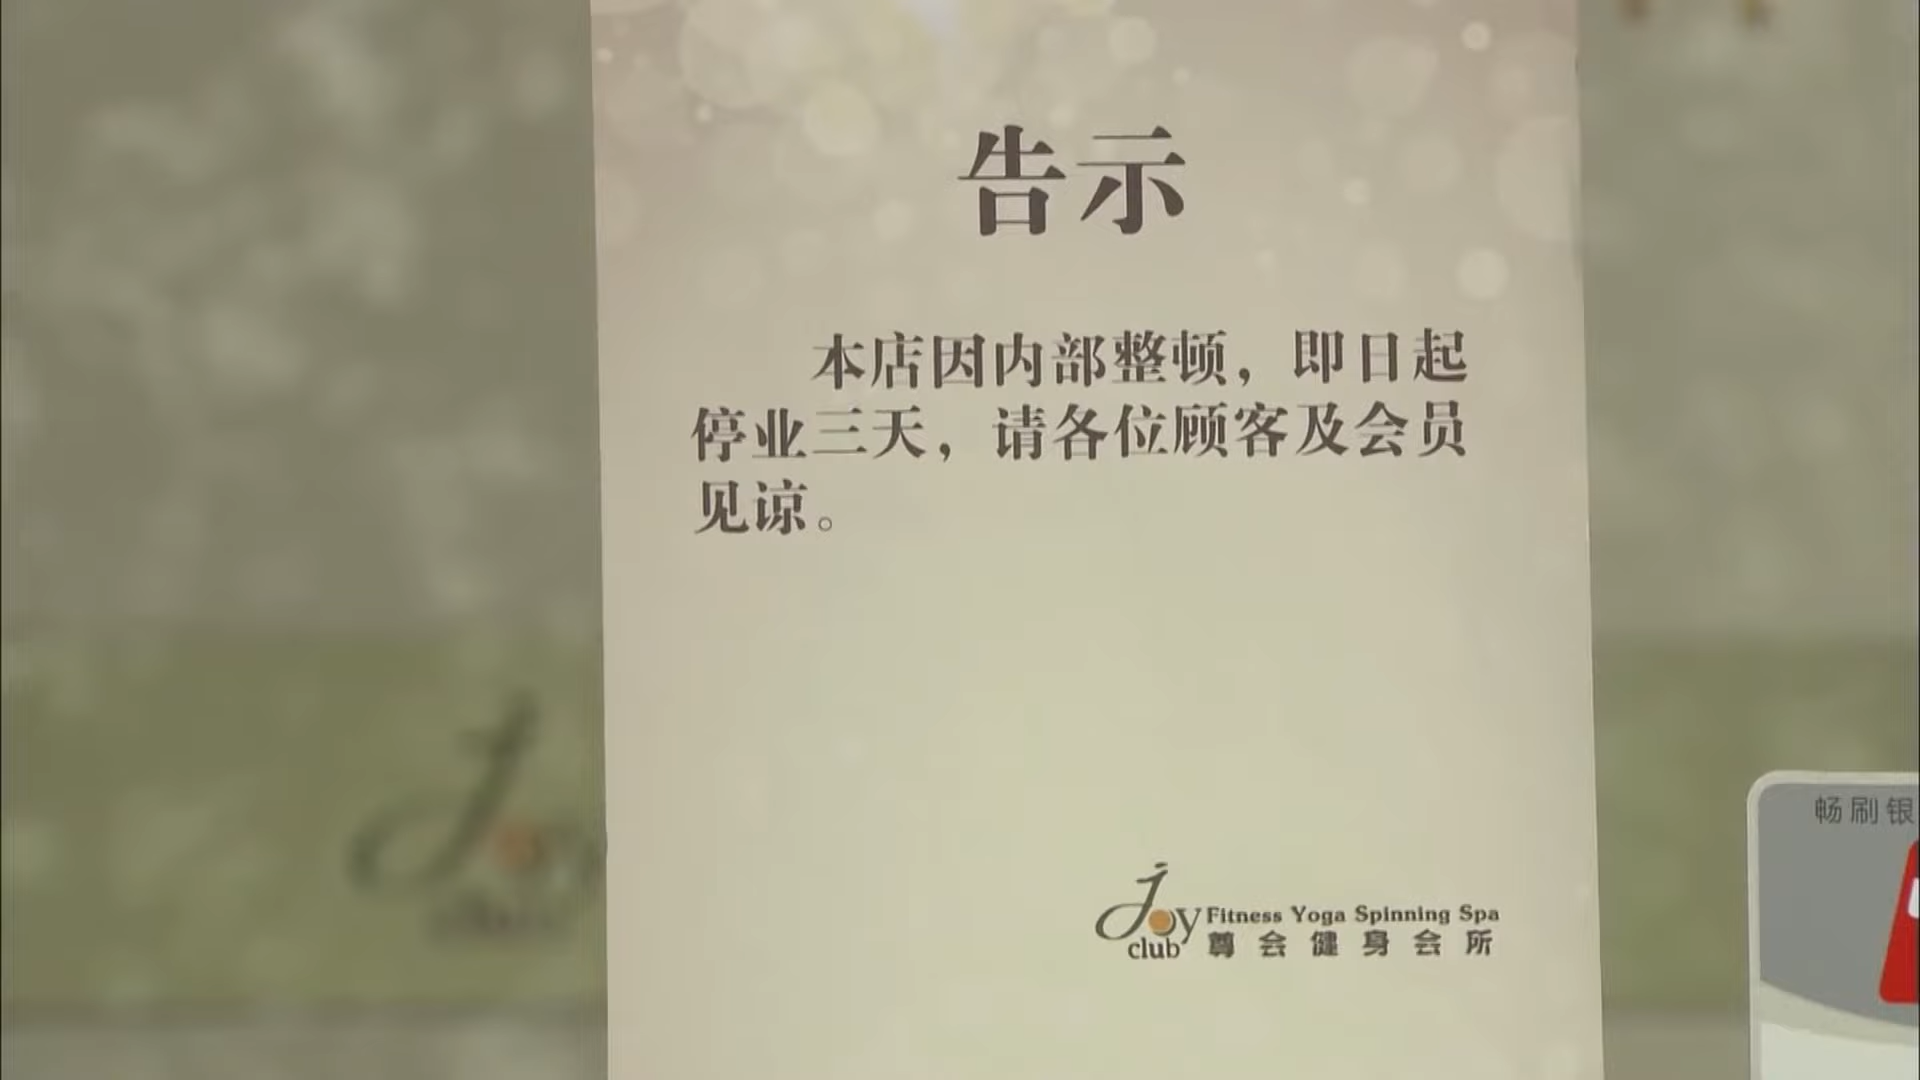 告示
本店因内部整顿，即日起
停业三天，请各位顾客及会员
见谅。
Joy club
Fitness Yoga Spinning Spa
尊会健身会所
畅刷银